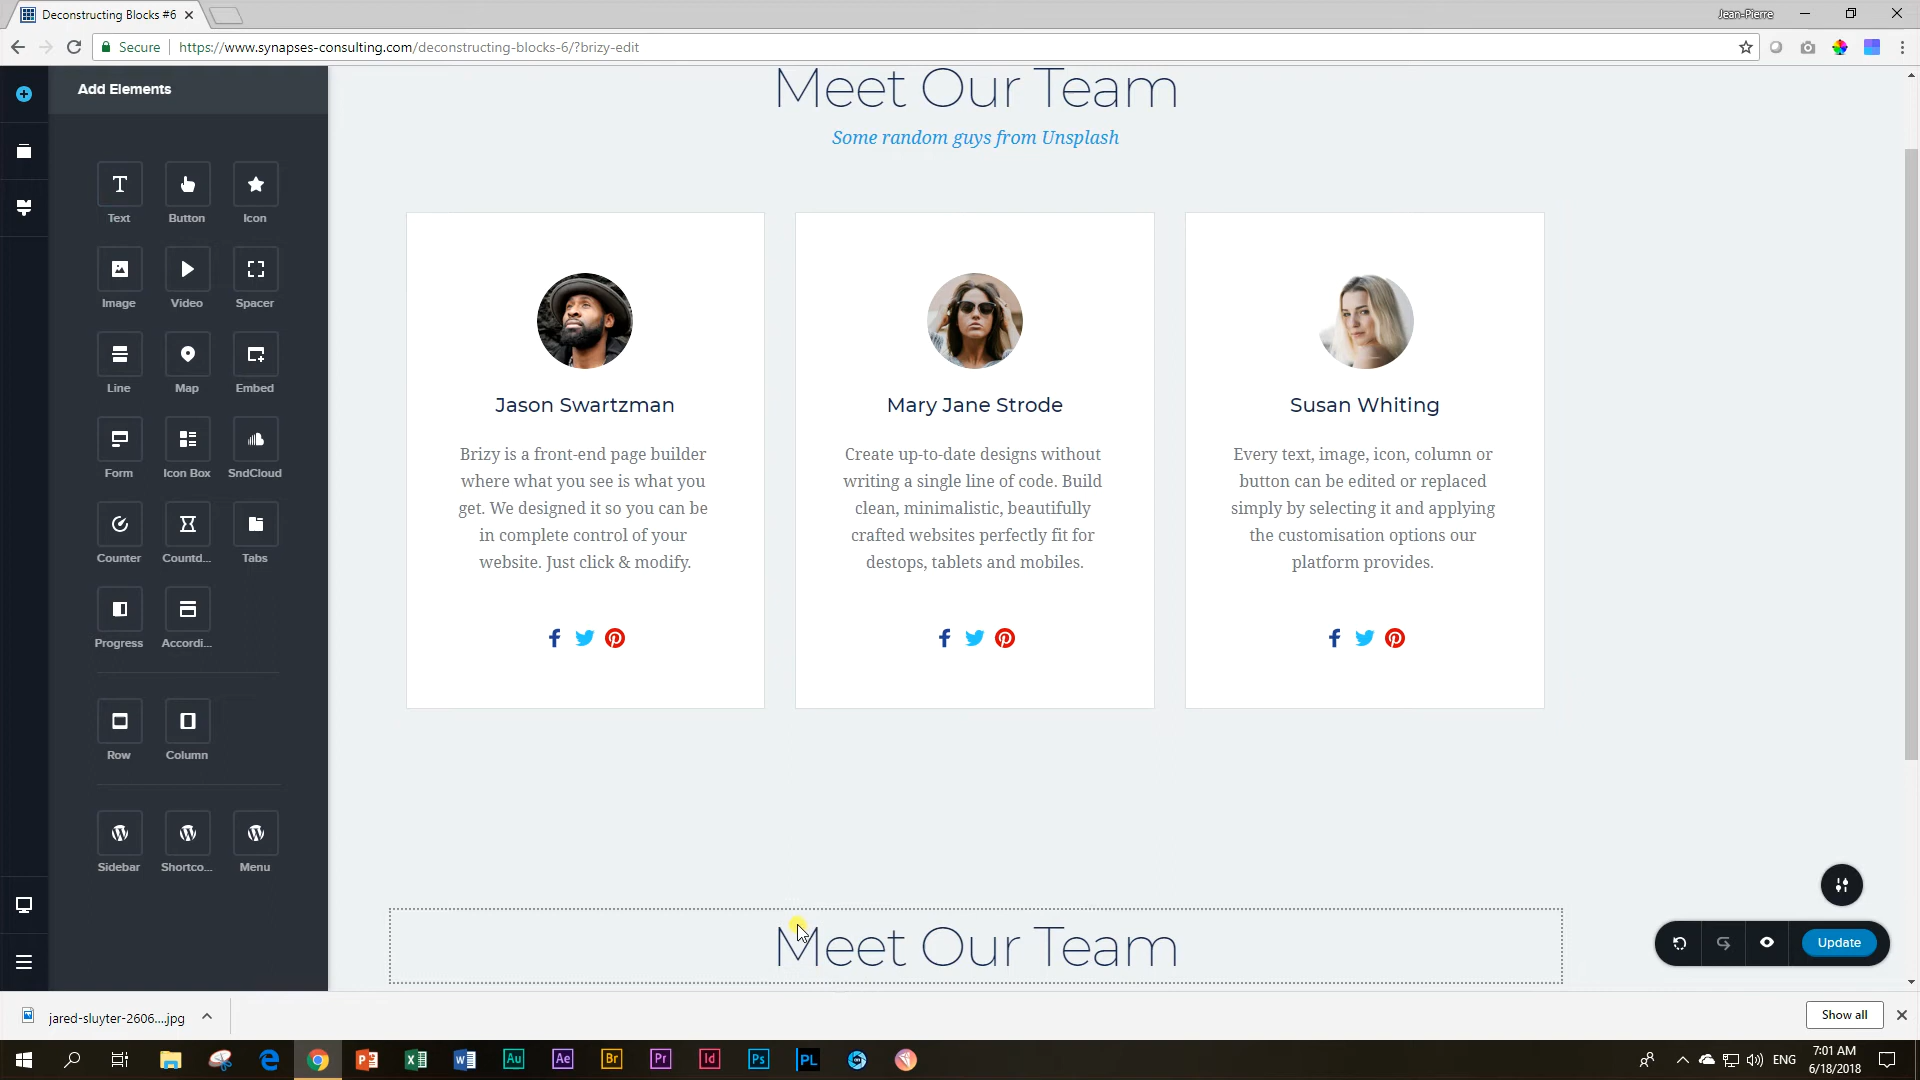 Deconstructing Blocks #6
Jean-Pierre
Secure
https://www.synapses-consulting.com/deconstructing-blocks-6/?brizy-edit
Add Elements
Text
Button
Icon
Image
Video
Spacer
Line
Map
Embed
Form
Icon Box
SndCloud
Counter
Countd...
Tabs
Progress
Accordi...
Row
Column
Sidebar
Shortco...
Menu
Meet Our Team
Some random guys from Unsplash
Jason Swartzman
Brizy is a front-end page builder
where what you see is what you
get. We designed it so you can be
in complete control of your
website. Just click & modify.
Mary Jane Strode
Create up-to-date designs without
writing a single line of code. Build
clean, minimalistic, beautifully
crafted websites perfectly fit for
destops, tablets and mobiles.
Susan Whiting
Every text, image, icon, column or
button can be edited or replaced
simply by selecting it and applying
the customisation options our
platform provides.
Meet Our Team
Update
jared-sluyter-2606....jpg
Show all
Au
Ae
Br
Pr
Id
Ps
PL
ENG
7:01 AM
6/18/2018